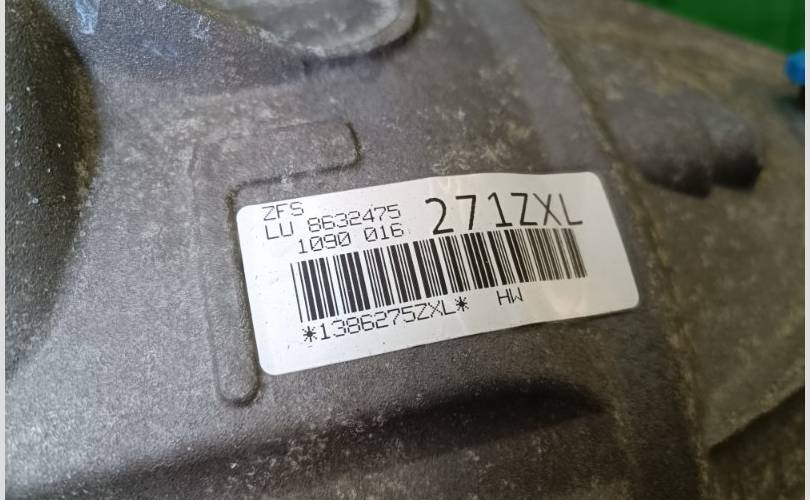 ZFS
LU 8632475
1090 016
271ZXL
*1386275ZXL* HW